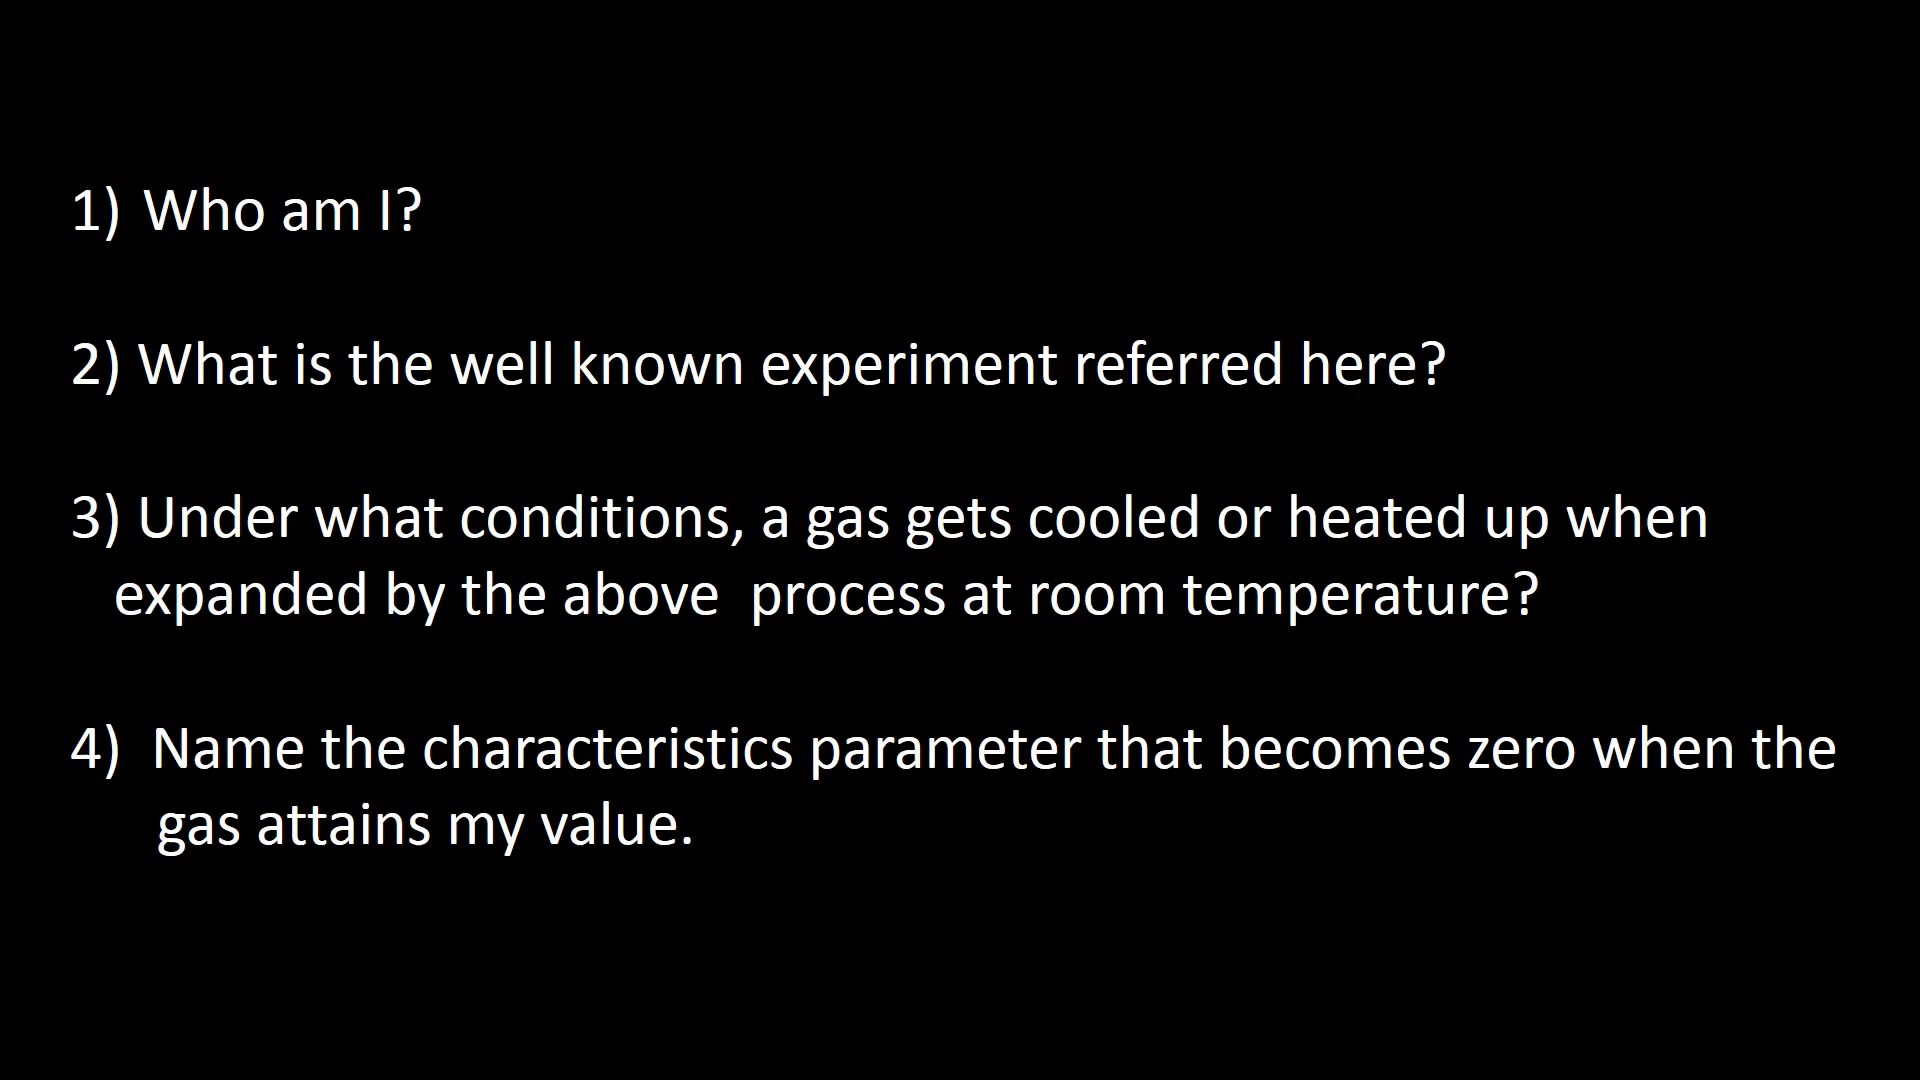 1) Who am I?
2) What is the well known experiment referred here?
3) Under what conditions, a gas gets cooled or heated up when
expanded by the above process at room temperature?
4) Name the characteristics parameter that becomes zero when the
gas attains my value.